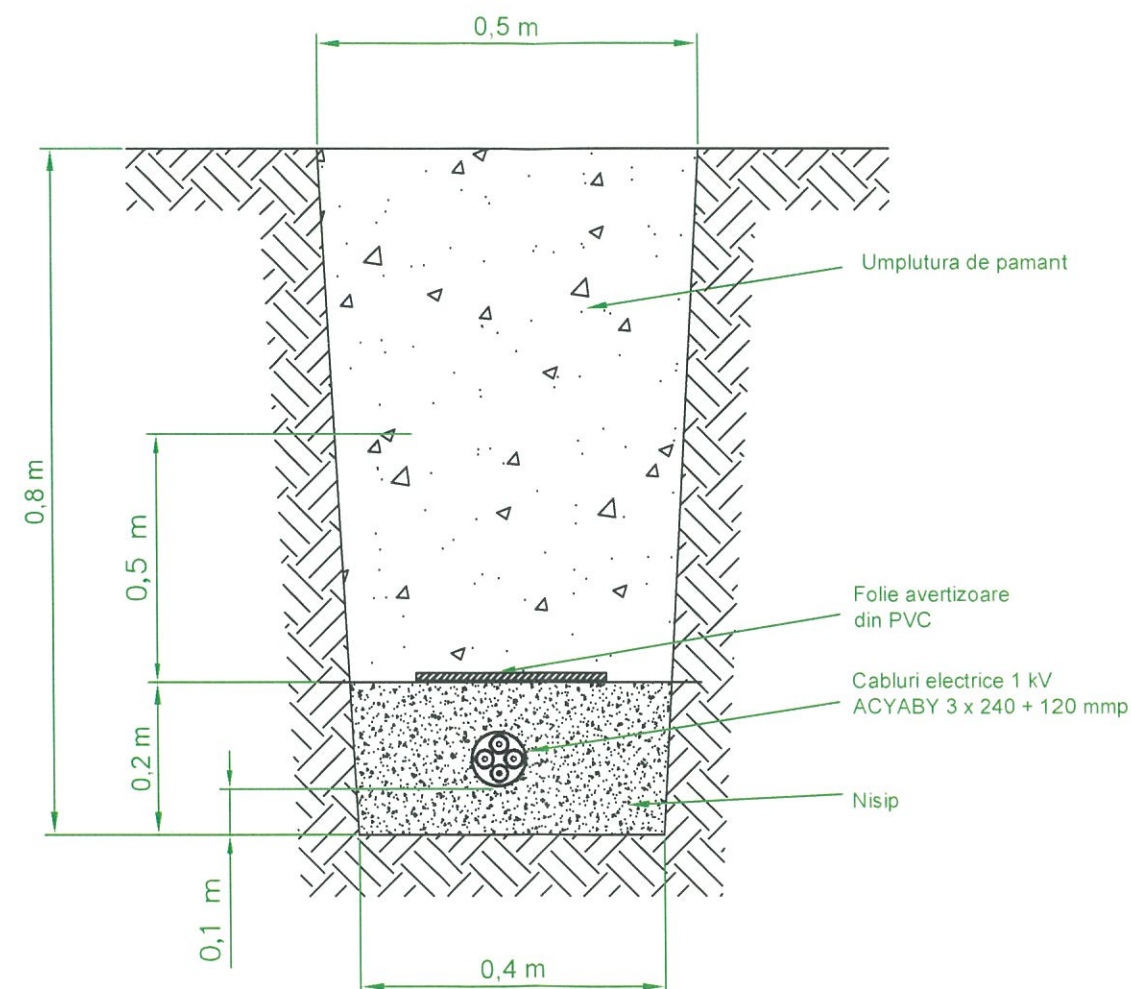 0,5 m
Umplutura de pamant
0,8 m
0,5 m
Folie avertizoare
din PVC
Cabluri electrice 1 kV
ACYABY 3 x 240 + 120 mmp
0,2 m
Nisip
0,1 m
0,4 m